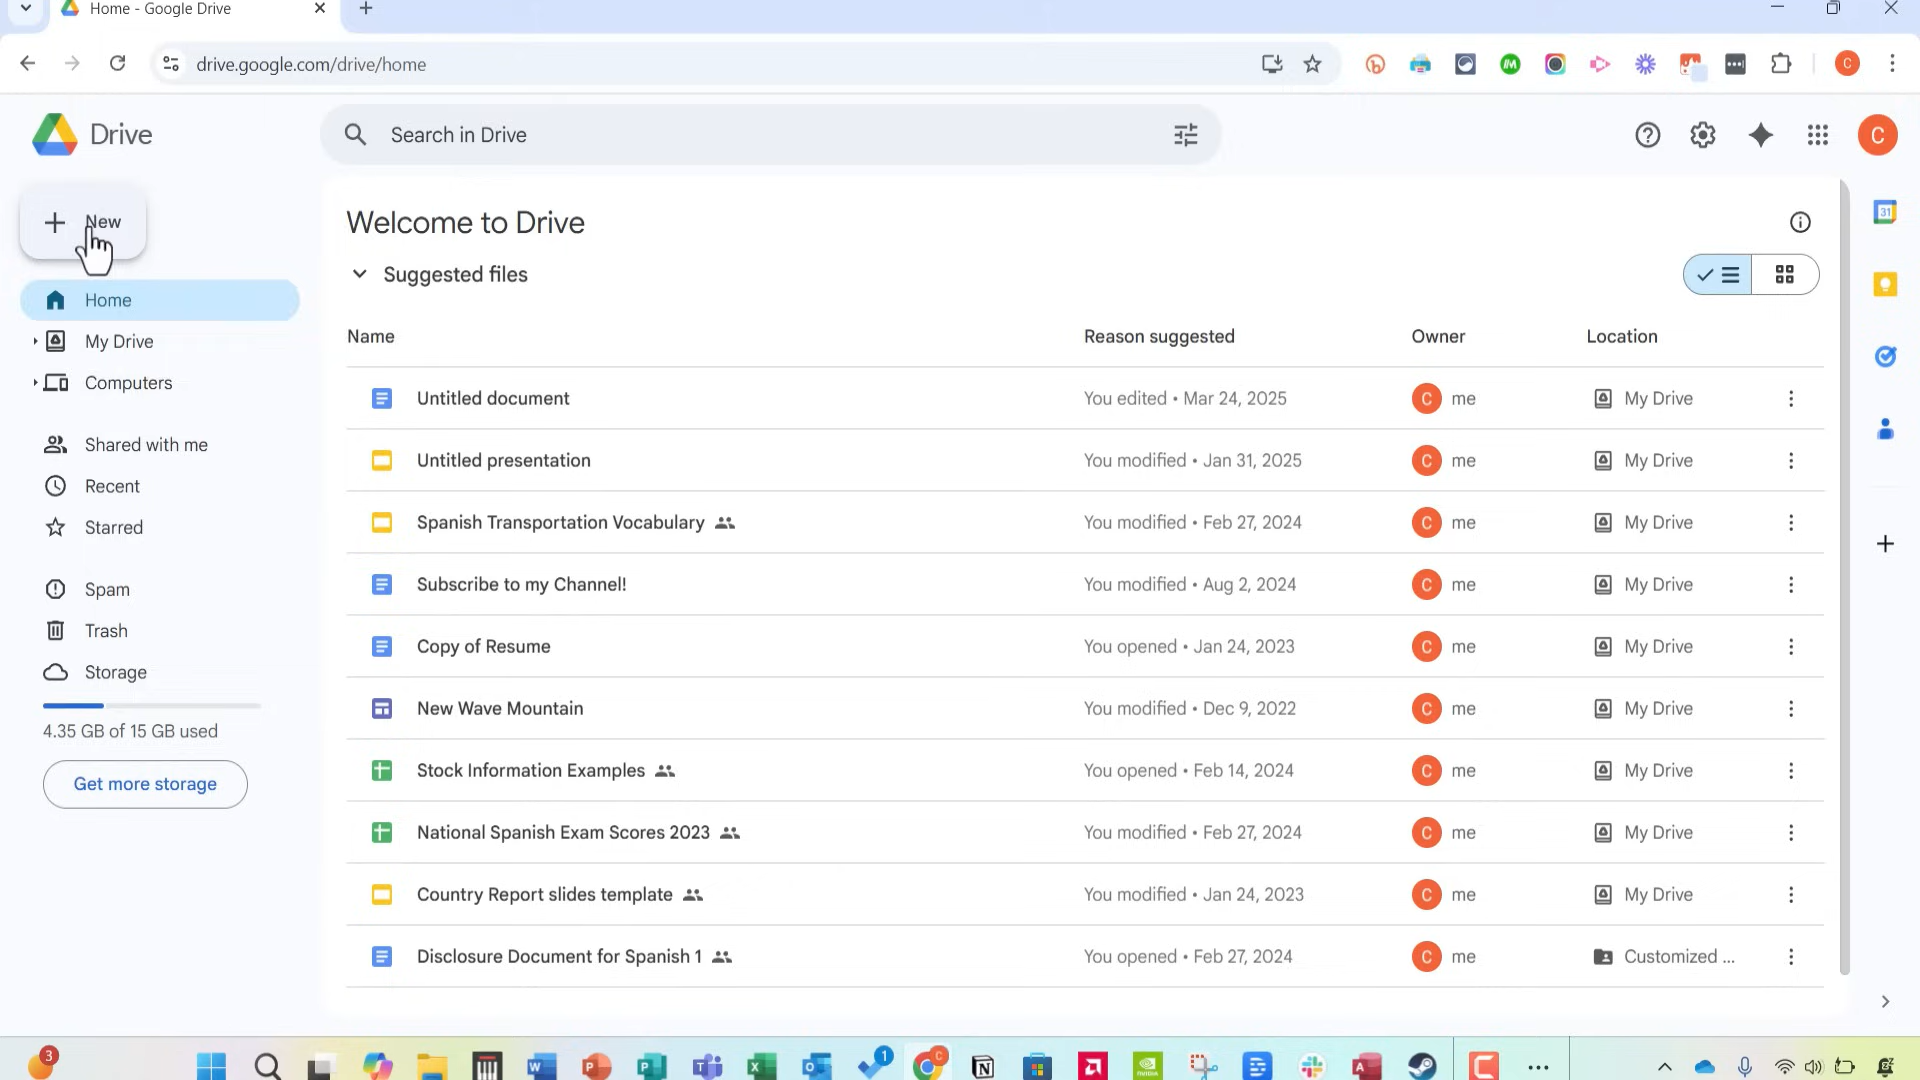 Home - Google Drive
drive.google.com/drive/home
C
Drive
Search in Drive
C
New
Welcome to Drive
31
Home
Suggested files
My Drive
Name Reason suggested Owner Location
Computers
Untitled document You edited • Mar 24, 2025 C me My Drive
Shared with me
Untitled presentation You modified • Jan 31, 2025 C me My Drive
Recent
Starred
Spanish Transportation Vocabulary You modified • Feb 27, 2024 C me My Drive
Spam
Subscribe to my Channel! You modified • Aug 2, 2024 C me My Drive
Trash
Copy of Resume You opened • Jan 24, 2023 C me My Drive
Storage
4.35 GB of 15 GB used
New Wave Mountain You modified • Dec 9, 2022 C me My Drive
Get more storage
Stock Information Examples You opened • Feb 14, 2024 C me My Drive
National Spanish Exam Scores 2023 You modified • Feb 27, 2024 C me My Drive
Country Report slides template You modified • Jan 24, 2023 C me My Drive
Disclosure Document for Spanish 1 You opened • Feb 27, 2024 C me Customized ...
3
1
C